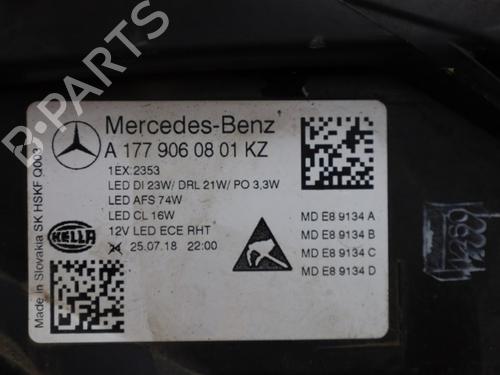 B-PARTS
Mercedes-Benz
A 177 906 08 01 KZ
1EX 2353
LED DI 23W/ DRL 21W/ PO 3,3W
LED AFS 74W
LED CL 16W
12V LED ECE RHT
25.07.18 22:00
HELLA
MD E8 9134 A
MD E8 9134 B
MD E8 9134 C
MD E8 9134 D
Made in Slovakia SK HSKF Q003